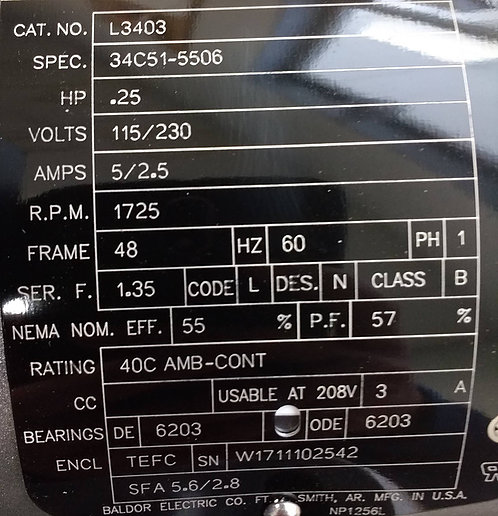 CAT. NO. L3403
SPEC. 34C51-5506
HP .25
VOLTS 115/230
AMPS 5/2.5
R.P.M. 1725
FRAME 48 HZ 60 PH 1
SER. F. 1.35 CODE L DES. N CLASS B
NEMA NOM. EFF. 55 % P.F. 57 %
RATING 40C AMB-CONT
CC USABLE AT 208V 3 A
BEARINGS DE 6203 ODE 6203
ENCL TEFC SN W1711102542
SFA 5.6/2.8
BALDOR ELECTRIC CO. FT. SMITH, AR. MFG. IN U.S.A.
NP1256L